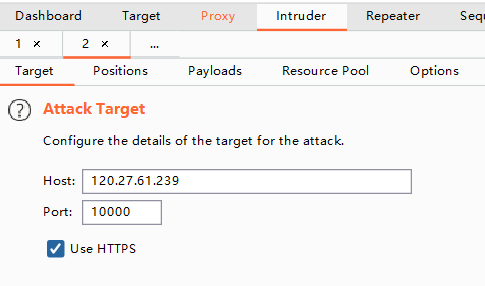 Dashboard Target Proxy Intruder Repeater
1 × 2 × ...
Target Positions Payloads Resource Pool Options
? Attack Target
Configure the details of the target for the attack.
Host: 120.27.61.239
Port: 10000
Use HTTPS